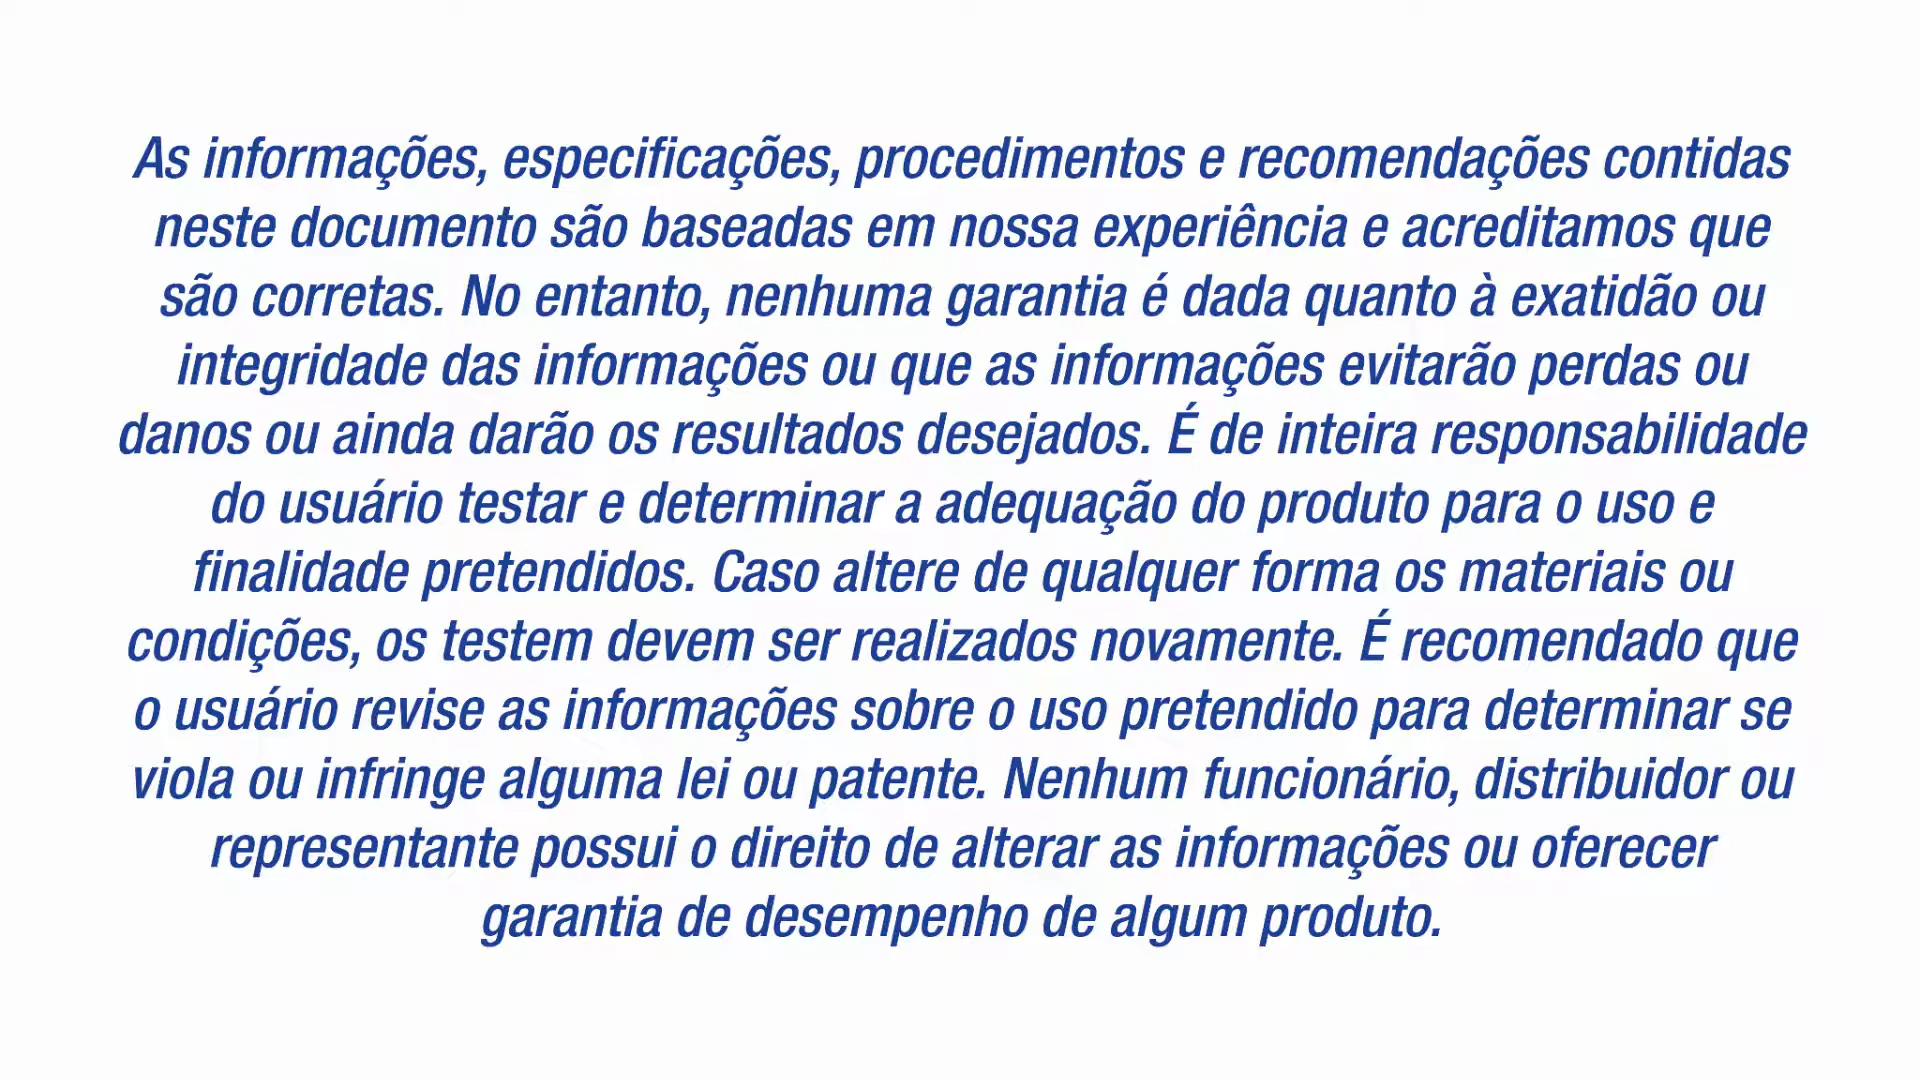 As informações, especificações, procedimentos e recomendações contidas
neste documento são baseadas em nossa experiência e acreditamos que
são corretas. No entanto, nenhuma garantia é dada quanto à exatidão ou
integridade das informações ou que as informações evitarão perdas ou
danos ou ainda darão os resultados desejados. É de inteira responsabilidade
do usuário testar e determinar a adequação do produto para o uso e
finalidade pretendidos. Caso altere de qualquer forma os materiais ou
condições, os testem devem ser realizados novamente. É recomendado que
o usuário revise as informações sobre o uso pretendido para determinar se
viola ou infringe alguma lei ou patente. Nenhum funcionário, distribuidor ou
representante possui o direito de alterar as informações ou oferecer
garantia de desempenho de algum produto.